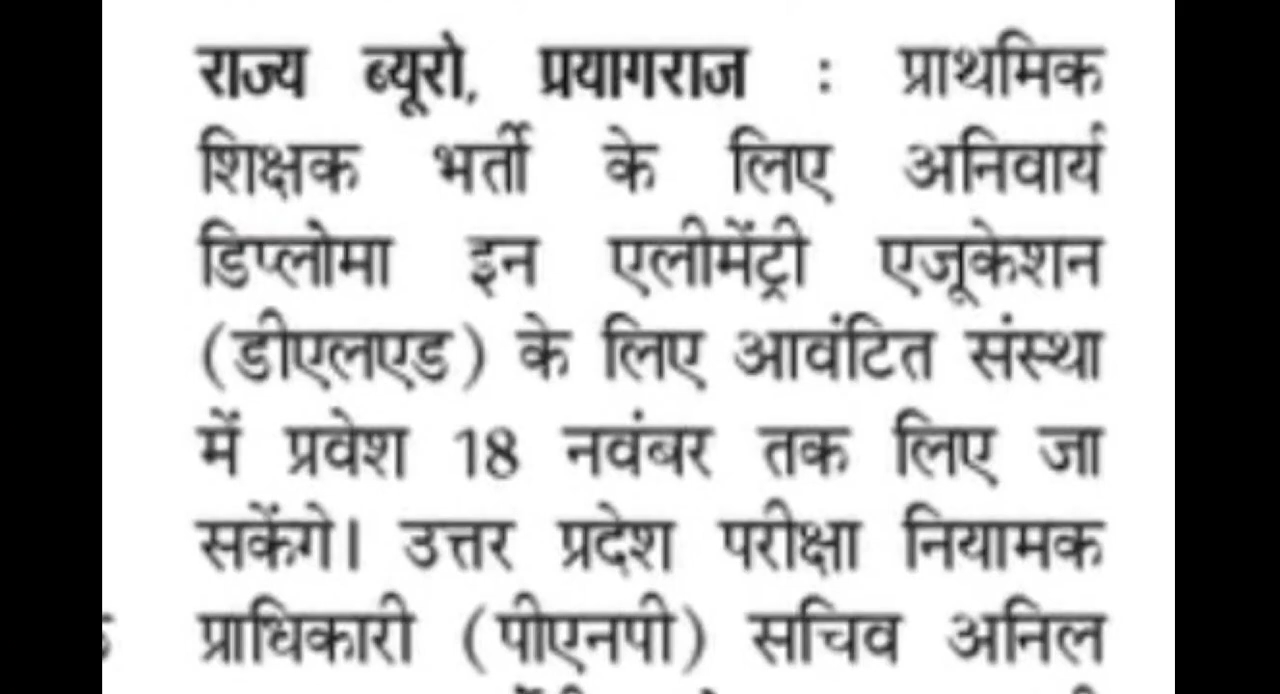 राज्य ब्यूरो, प्रयागराज : प्राथमिक
शिक्षक भर्ती के लिए अनिवार्य
डिप्लोमा इन एलीमेंट्री एजूकेशन
(डीएलएड) के लिए आवंटित संस्था
में प्रवेश 18 नवंबर तक लिए जा
सकेंगे। उत्तर प्रदेश परीक्षा नियामक
प्राधिकारी (पीएनपी) सचिव अनिल